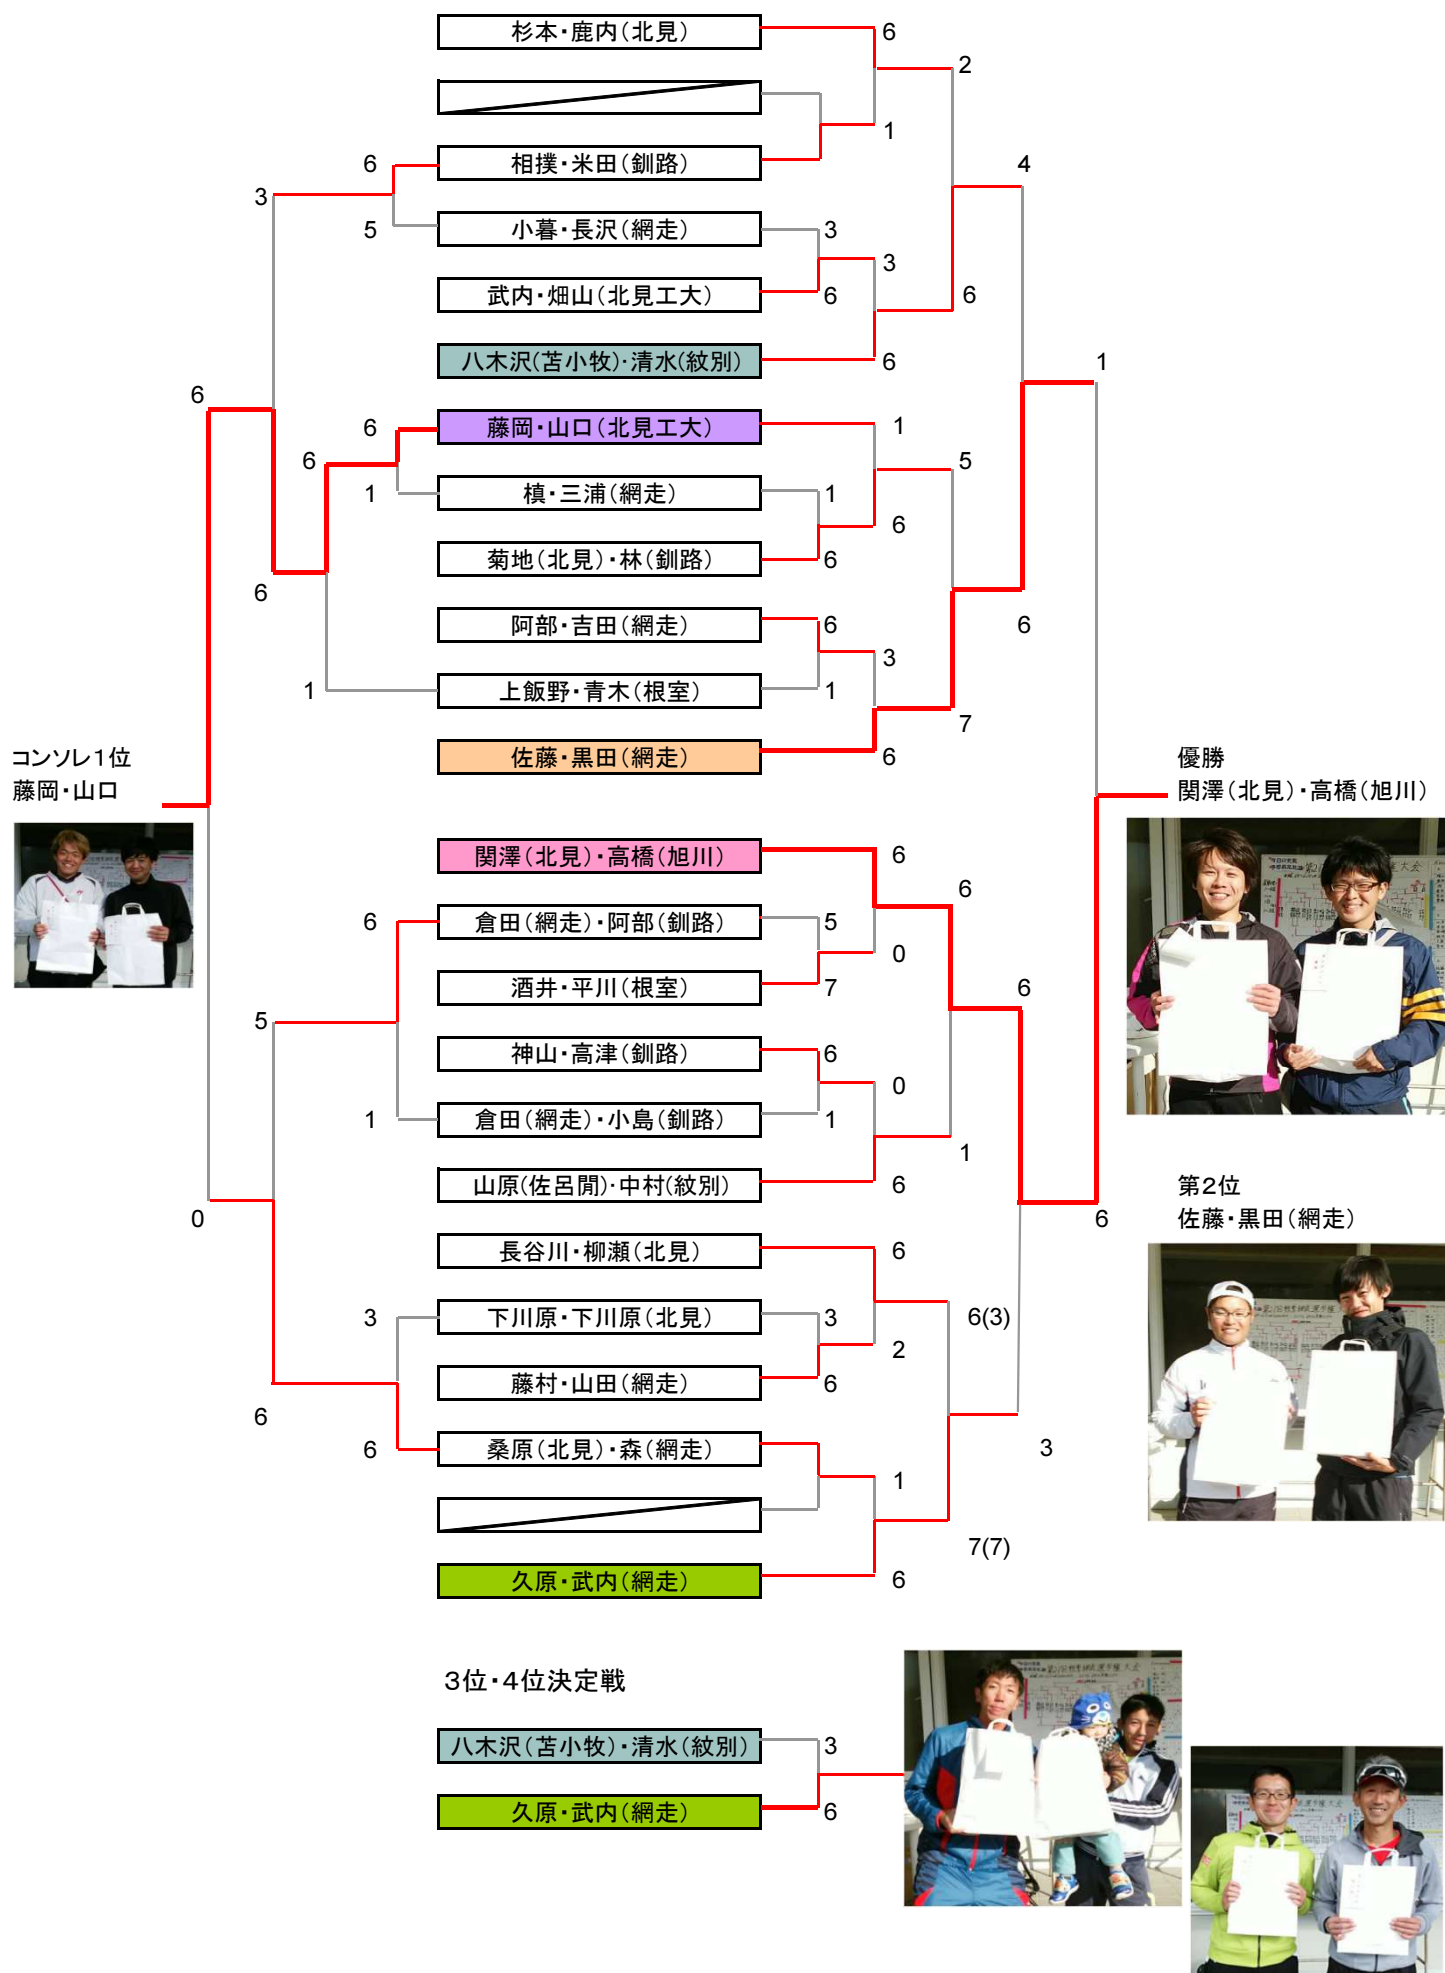 杉本・鹿内(北見)
6
2
1
相撲・米田(釧路)
6
4
3
小暮・長沢(網走)
5
3
3
武内・畑山(北見工大)
6
6
八木沢(苫小牧)・清水(紋別)
6
1
6
藤岡・山口(北見工大)
6
1
6
5
槙・三浦(網走)
1
1
6
菊地(北見)・林(釧路)
6
6
阿部・吉田(網走)
6
6
3
上飯野・青木(根室)
1
1
7
佐藤・黒田(網走)
6
コンソレ1位
藤岡・山口
優勝
関澤(北見)・高橋(旭川)
関澤(北見)・高橋(旭川)
6
6
倉田(網走)・阿部(釧路)
6
5
0
酒井・平川(根室)
7
6
5
神山・高津(釧路)
6
0
倉田(網走)・小島(釧路)
1
1
1
山原(佐呂間)・中村(紋別)
6
第2位
佐藤・黒田(網走)
0
6
長谷川・柳瀬(北見)
6
下川原・下川原(北見)
3
3
6(3)
2
藤村・山田(網走)
6
6
桑原(北見)・森(網走)
6
3
1
7(7)
久原・武内(網走)
6
3位・4位決定戦
八木沢(苫小牧)・清水(紋別)
3
久原・武内(網走)
6